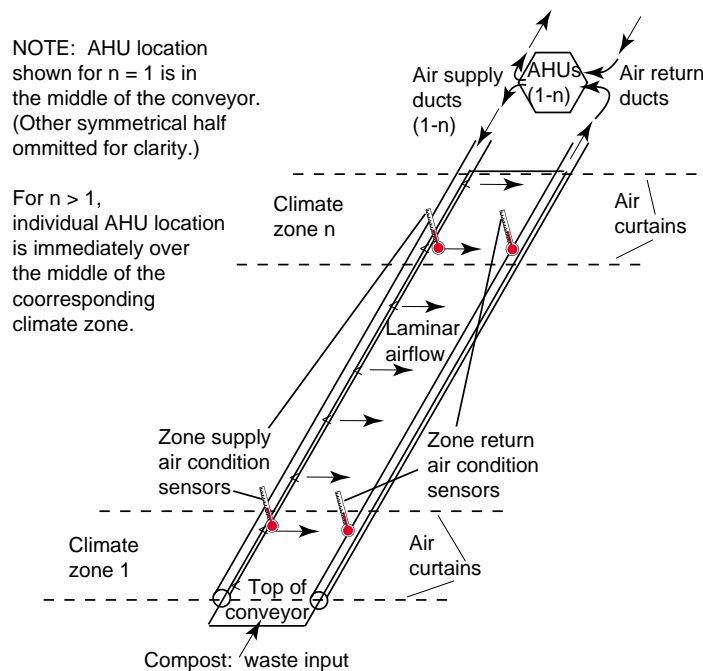 NOTE:  AHU location
shown for n = 1 is in
the middle of the conveyor.
(Other symmetrical half
ommitted for clarity.)
For n > 1,
individual AHU location
is immediately over
the middle of the
coorresponding
climate zone.
Air supply
ducts
(1-n)
AHUs
(1-n)
Air return
ducts
Climate
zone n
Air
curtains
Laminar
airflow
Zone supply
air condition
sensors
Zone return
air condition
sensors
Climate
zone 1
Air
curtains
Top of
conveyor
Compost:  waste input